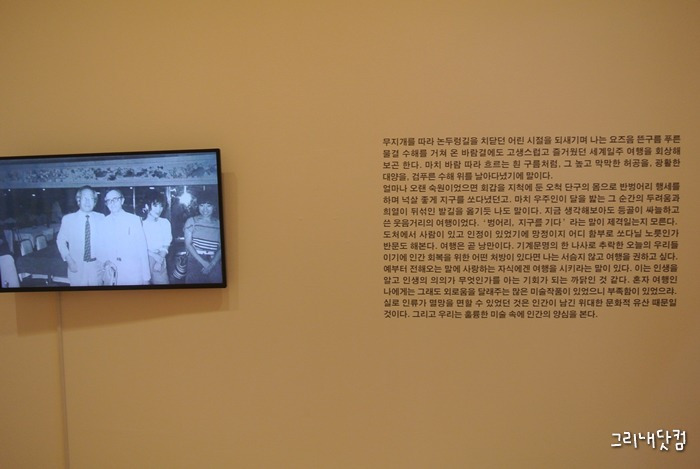 무지개를 따라 논두렁길을 치닫던 어린 시절을 되새기며 나는 요즈음 뜬구름 푸른
물결 수해를 거쳐 온 바람결에도 고생스럽고 즐거웠던 세계일주 여행을 회상해
보곤 한다. 마치 바람 따라 흐르는 흰 구름처럼, 그 높고 막막한 허공을, 광활한
대양을, 검푸른 수해 위를 날아다녔기에 말이다.
얼마나 오랜 숙원이었으면 회갑을 지척에 둔 오척 단구의 몸으로 반벙어리 행세를
하며 넉살 좋게 지구를 쏘다녔던고. 마치 우주인이 달을 밟는 그 순간의 두려움과
희열이 뒤섞인 발길을 옮기듯 나도 말이다. 지금 생각해보아도 등골이 싸늘하고
쓴 웃음거리의 여행이었다. '벙어리, 지구를 기다' 라는 말이 제격일는지 모른다.
도처에서 사람이 있고 인정이 있었기에 망정이지 어디 함부로 쏘다닐 노릇인가
반문도 해본다. 여행은 곧 낭만이다. 기계문명의 한 나사로 추락한 오늘의 우리들
이기에 인간 회복을 위한 어떤 처방이 있다면 나는 서슴지 않고 여행을 권하고 싶다.
예부터 전해오는 말에 사랑하는 자식에겐 여행을 시키라는 말이 있다. 이는 인생을
알고 인생의 의의가 무엇인가를 아는 기회가 되는 까닭인 것 같다. 혼자 여행인
나에게는 그래도 외로움을 달래주는 많은 미술작품이 있었으니 부족함이 있었으랴.
실로 인류가 멸망을 면할 수 있었던 것은 인간이 남긴 위대한 문화적 유산 때문일
것이다. 그리고 우리는 훌륭한 미술 속에 인간의 양심을 본다.
그리내닷컴